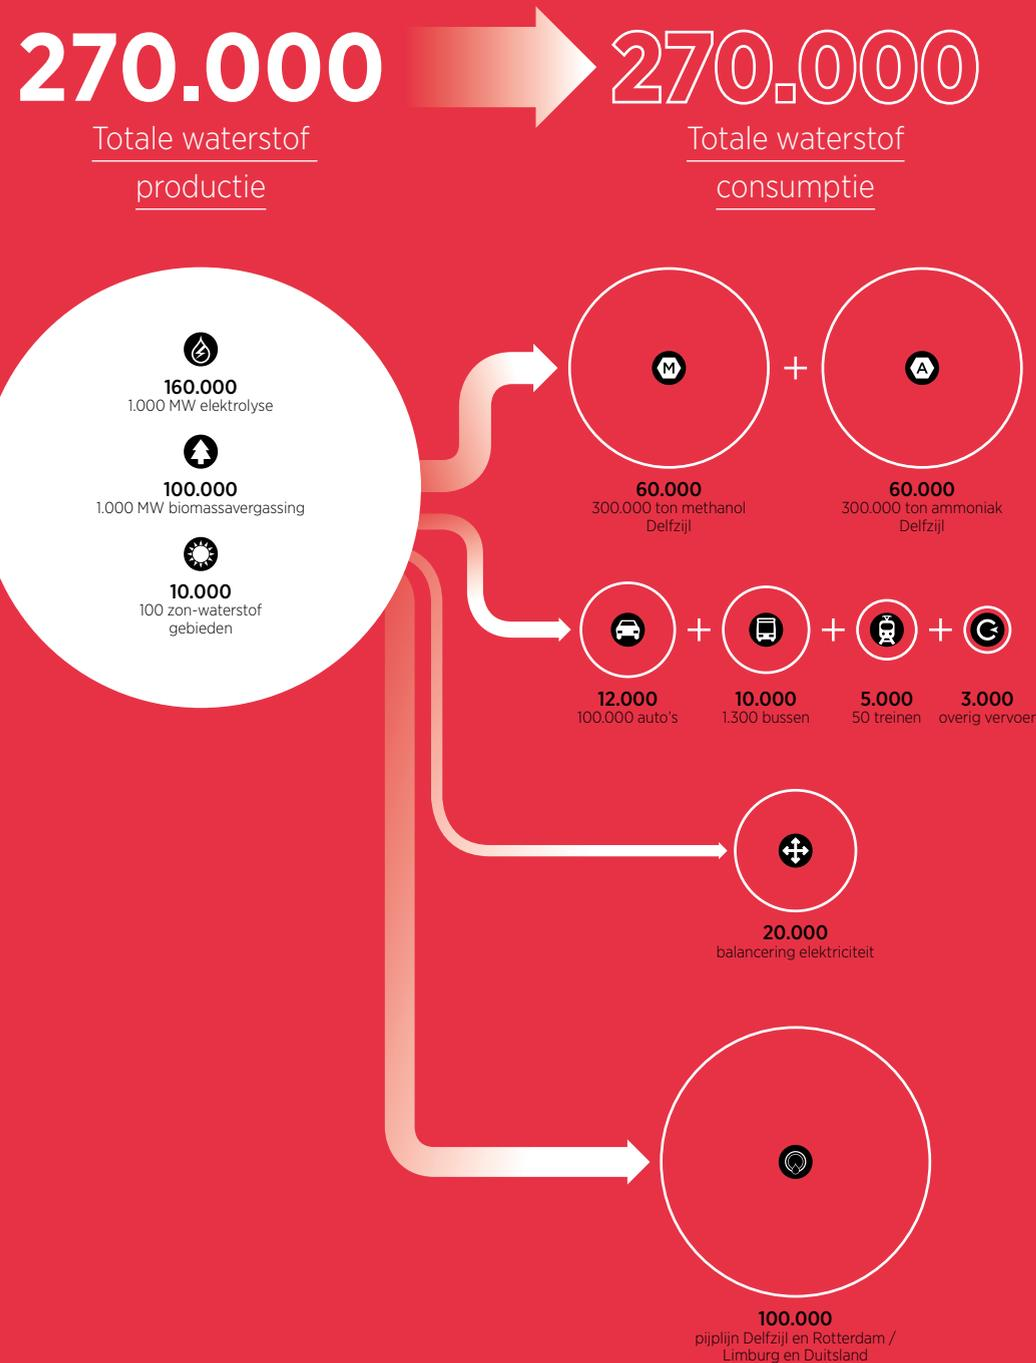 270.000
Totale waterstof
productie
270.000
Totale waterstof
consumptie
160.000
1.000 MW elektrolyse
100.000
1.000 MW biomassavergassing
10.000
100 zon-waterstof
gebieden
M
A
60.000
300.000 ton methanol
Delfzijl
60.000
300.000 ton ammoniak
Delfzijl
12.000
100.000 auto's
10.000
1.300 bussen
5.000
50 treinen
3.000
overig vervoer
20.000
balancering elektriciteit
100.000
pijplijn Delfzijl en Rotterdam /
Limburg en Duitsland